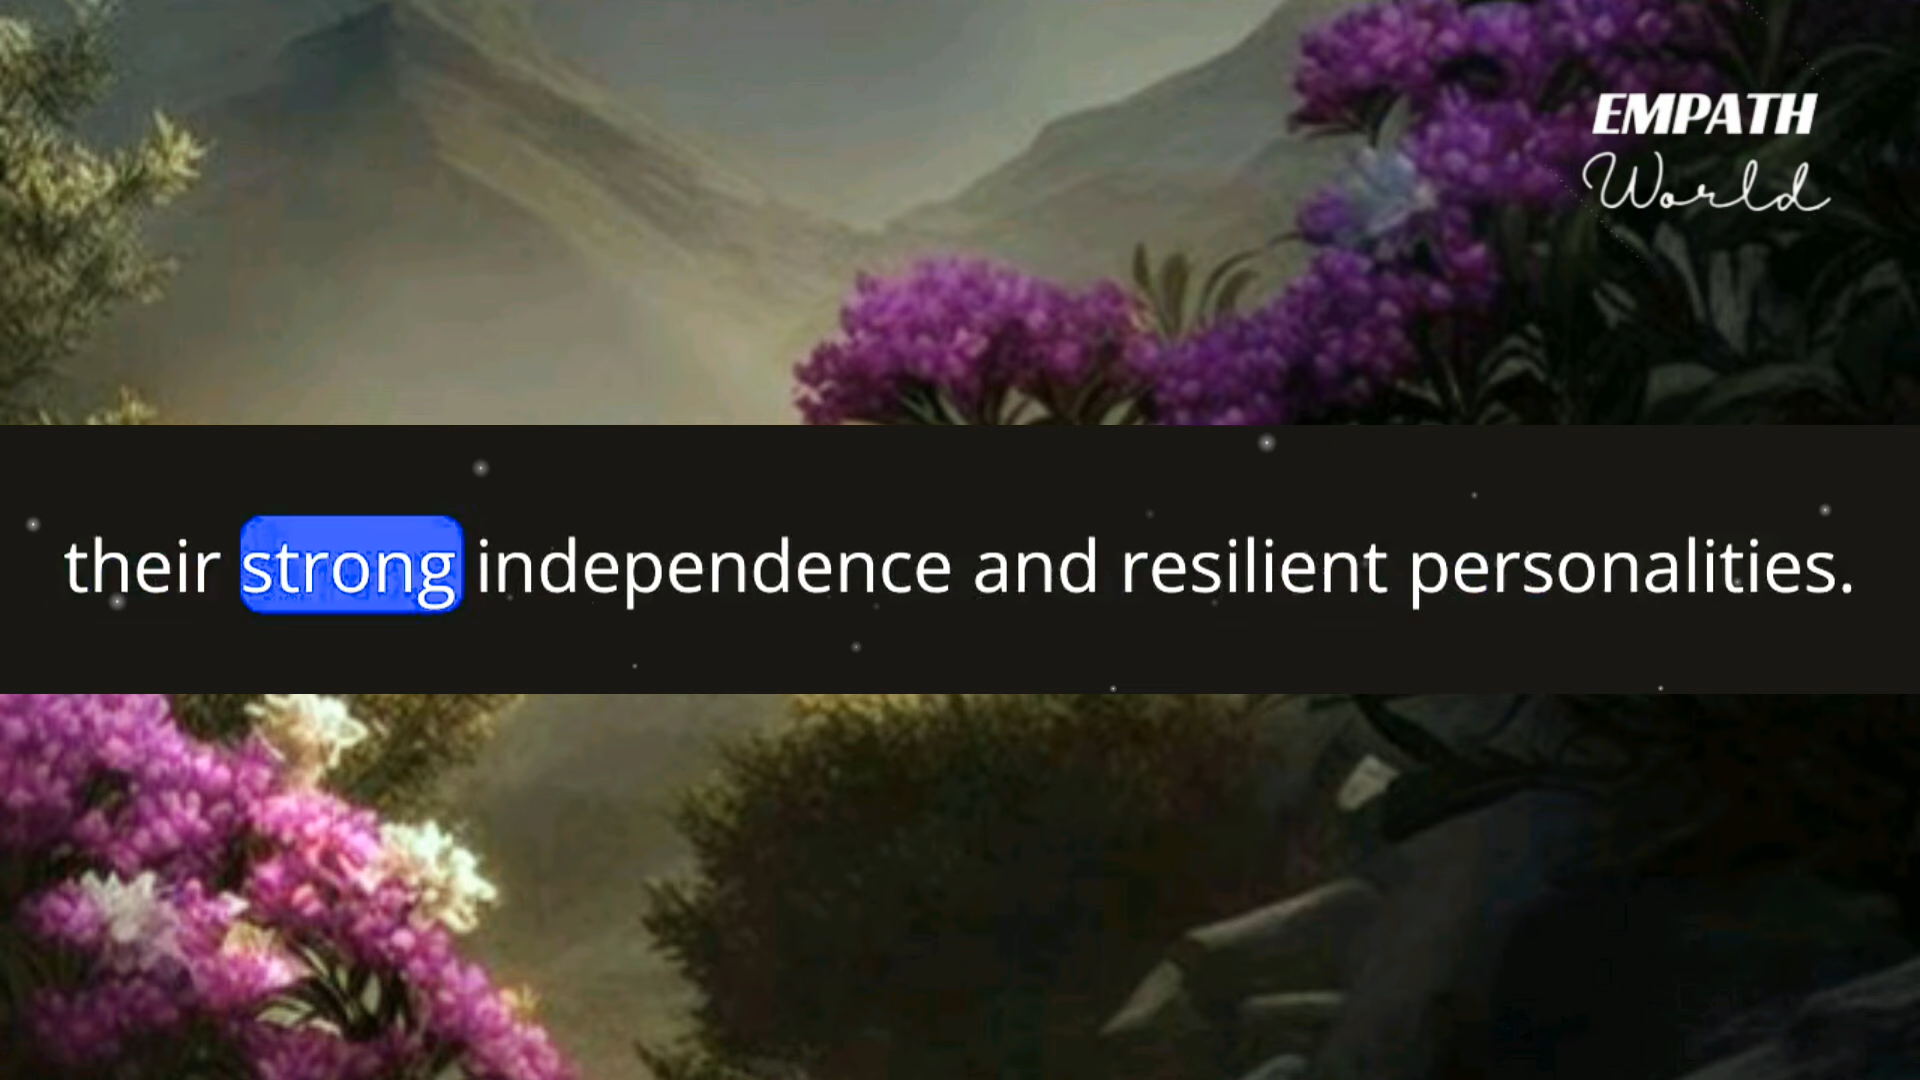 EMPATH
World
their strong independence and resilient personalities.